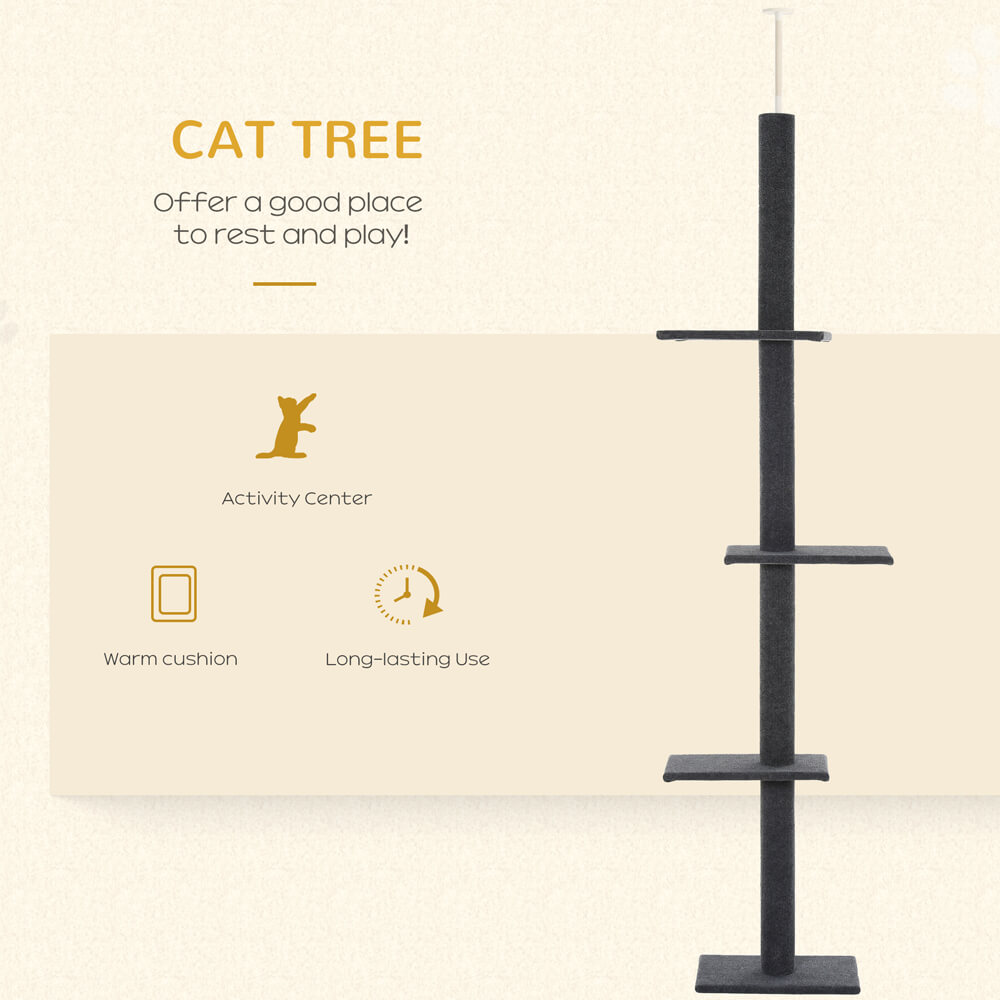 CAT TREE
Offer a good place
to rest and play!
Activity Center
Warm cushion
Long-lasting Use